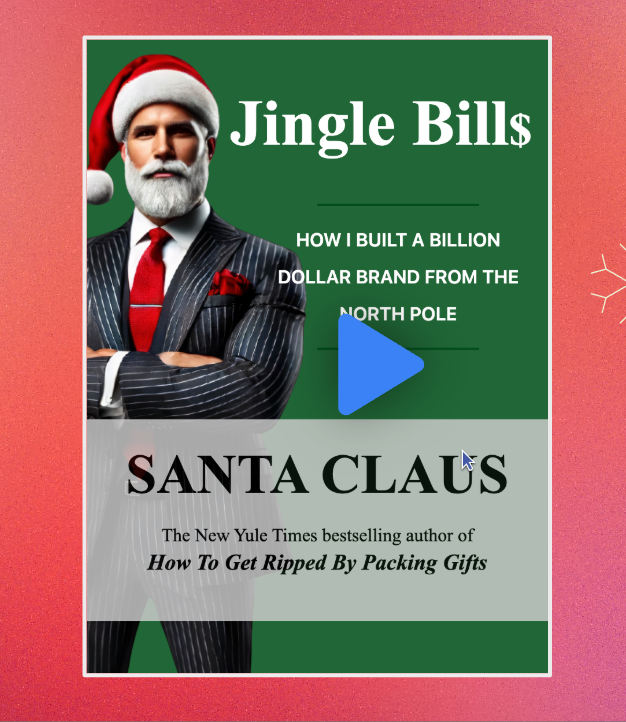 Jingle Bill$
HOW I BUILT A BILLION
DOLLAR BRAND FROM THE
NORTH POLE
SANTA CLAUS
The New Yule Times bestselling author of
How To Get Ripped By Packing Gifts